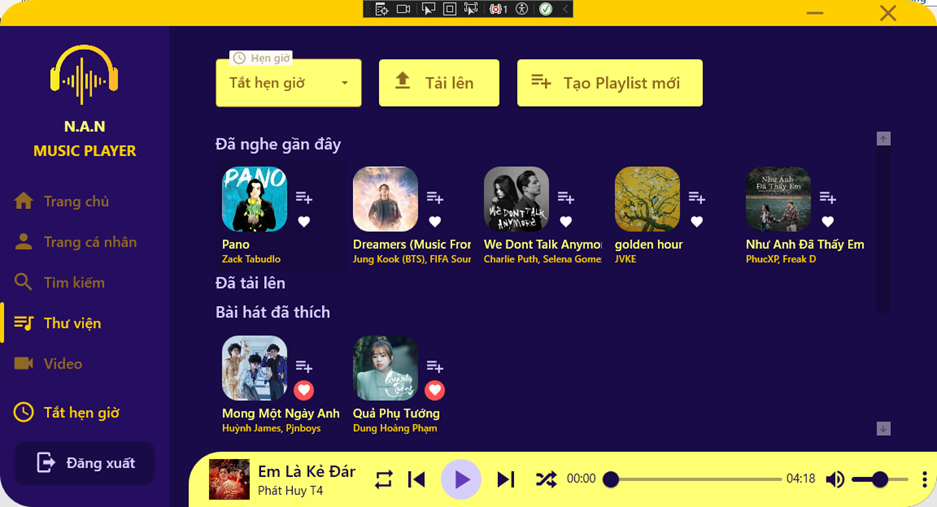 1
N.A.N
MUSIC PLAYER
Trang chủ
Trang cá nhân
Tìm kiếm
Thư viện
Video
Tắt hẹn giờ
Đăng xuất
Hẹn giờ
Tắt hẹn giờ
Tải lên
Tạo Playlist mới
Đã nghe gần đây
PANO
WE DONT TALK ANYMORE
Như Anh
Đã Thấy Em
Pano
Zack Tabudlo
Dreamers (Music From
Jung Kook (BTS), FIFA Soun
We Dont Talk Anymor
Charlie Puth, Selena Gome
golden hour
JVKE
Như Anh Đã Thấy Em
PhucXP, Freak D
Đã tải lên
Bài hát đã thích
Mong Một Ngày Anh
Huỳnh James, Pjnboys
Quả Phụ Tướng
Dung Hoàng Phạm
Em Là Kẻ Đár
Phát Huy T4
00:00
04:18